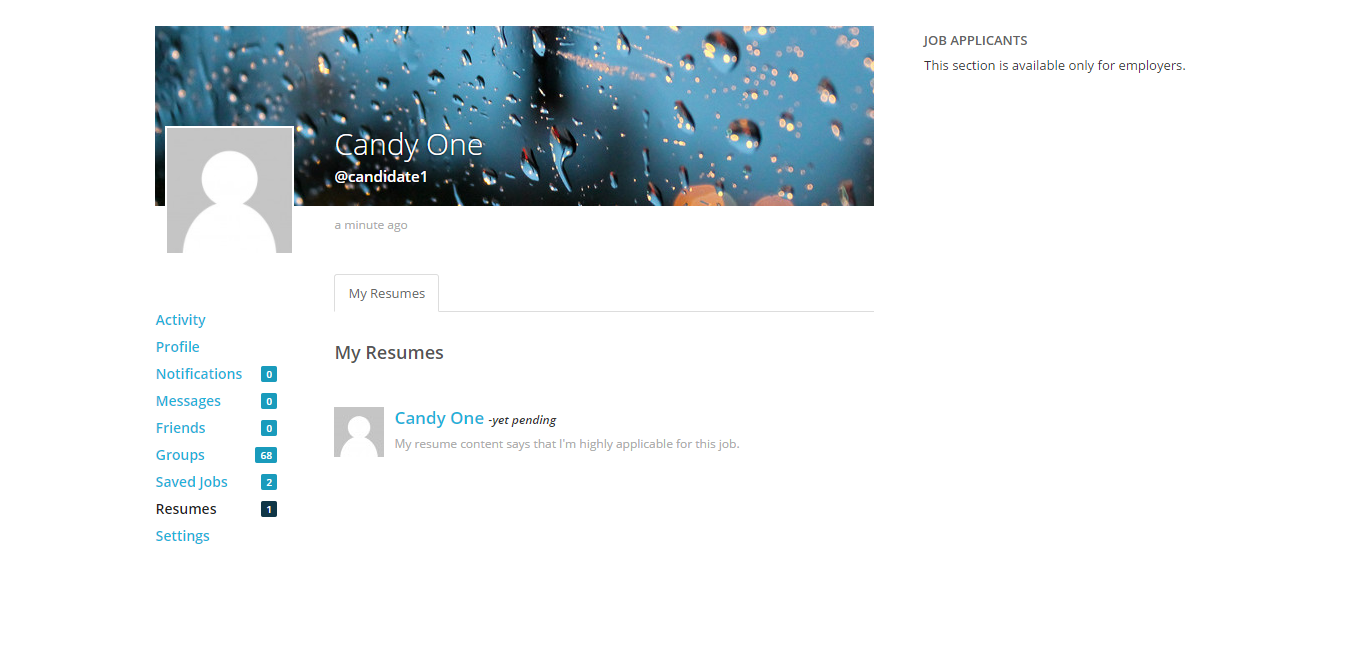 Candy One
@candidate1
a minute ago
My Resumes
Activity
Profile
Notifications 0
Messages 0
Friends 0
Groups 68
Saved Jobs 2
Resumes 1
Settings
My Resumes
Candy One -yet pending
My resume content says that I'm highly applicable for this job.
JOB APPLICANTS
This section is available only for employers.